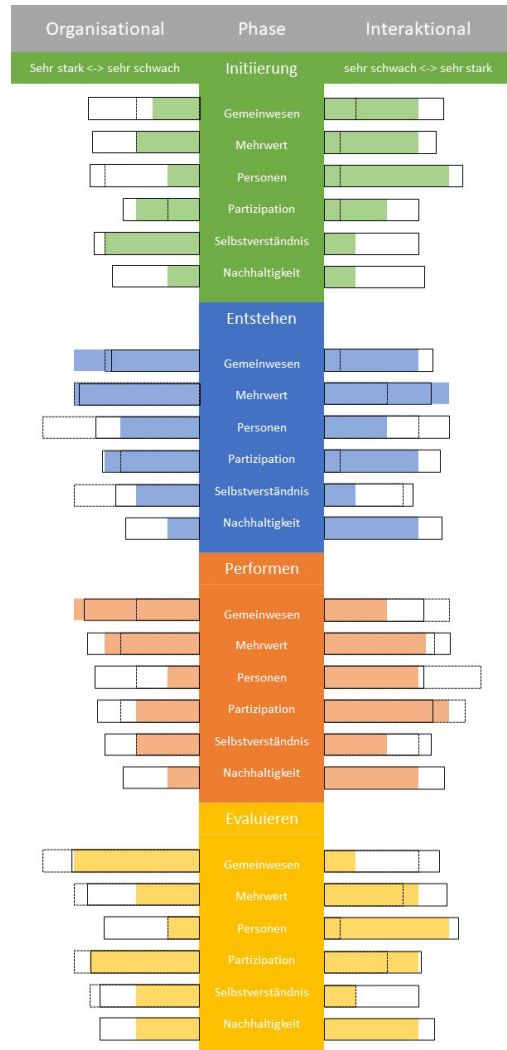 Organisational Phase Interaktional
Sehr stark <-> sehr schwach Initiierung sehr schwach <-> sehr stark
Gemeinwesen
Mehrwert
Personen
Partizipation
Selbstverständnis
Nachhaltigkeit
Entstehen
Gemeinwesen
Mehrwert
Personen
Partizipation
Selbstverständnis
Nachhaltigkeit
Performen
Gemeinwesen
Mehrwert
Personen
Partizipation
Selbstverständnis
Nachhaltigkeit
Evaluieren
Gemeinwesen
Mehrwert
Personen
Partizipation
Selbstverständnis
Nachhaltigkeit